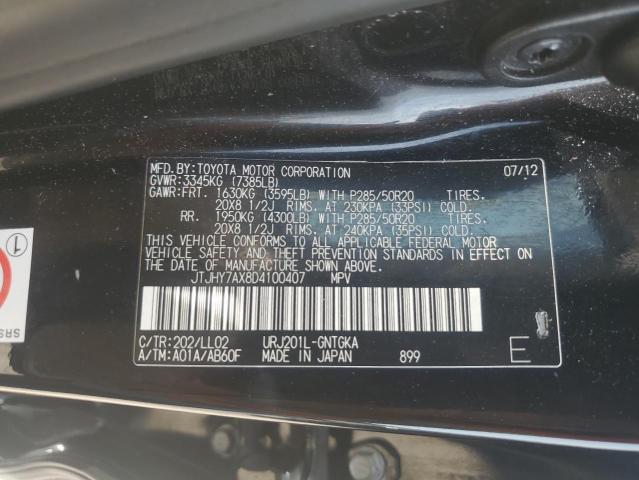 MFD. BY: TOYOTA MOTOR CORPORATION 07/12
GVWR: 3345KG (7385LB)
GAWR: FRT. 1630KG (3595LB) WITH P285/50R20 TIRES.
20X8 1/2J RIMS. AT 230KPA (33PSI) COLD.
RR. 1950KG (4300LB) WITH P285/50R20 TIRES.
20X8 1/2J RIMS. AT 240KPA (35PSI) COLD.
THIS VEHICLE CONFORMS TO ALL APPLICABLE FEDERAL MOTOR
VEHICLE SAFETY AND THEFT PREVENTION STANDARDS IN EFFECT
ON THE DATE OF MANUFACTURE SHOWN ABOVE.
JTJHY7AX8D4100407 MPV
C/TR: 202/LL02 URJ201L-GNTGKA
A/TM: A01A/AB60F MADE IN JAPAN 899 E
1
SRS